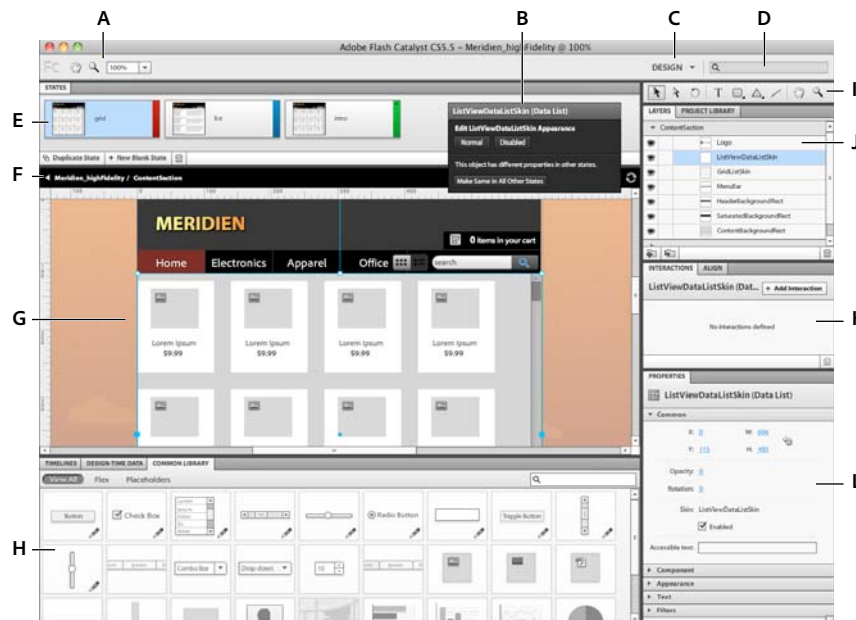 A
B
C
D
Adobe Flash Catalyst CS5.5 - Meridien_highFidelity @ 100%
FC
100%
DESIGN
STATES
E
grid
list
intro
ListViewDataListSkin (Data List)
Edit ListViewDataListSkin Appearance
Normal
Disabled
This object has different properties in other states.
Make Same in All Other States
Duplicate State
+ New Blank State
I
LAYERS
PROJECT LIBRARY
ContentSection
Logo
J
ListViewDataListSkin
GridListSkin
MenuBar
HeaderBackgroundRect
SaturatedBackgroundRect
ContentBackgroundRect
F
Meridien_highFidelity / ContentSection
MERIDIEN
0 items in your cart
Home
Electronics
Apparel
Office
search
G
Lorem Ipsum
$9.99
Lorem Ipsum
$9.99
Lorem Ipsum
$9.99
Lorem Ipsum
$9.99
INTERACTIONS
ALIGN
ListViewDataListSkin (Dat...
+ Add Interaction
No interactions defined
PROPERTIES
ListViewDataListSkin (Data List)
Common
X: 0
W:
Y: 115
H:
L
Opacity:
Rotation: 0
Skin: ListViewDataListSkin
Enabled
Accessible text:
Component
Appearance
Text
Filters
TIMELINES
DESIGN-TIME DATA
COMMON LIBRARY
View All
Flex
Placeholders
H
Button
Check Box
Radio Button
Toggle Button
Combo Box
Drop down
10